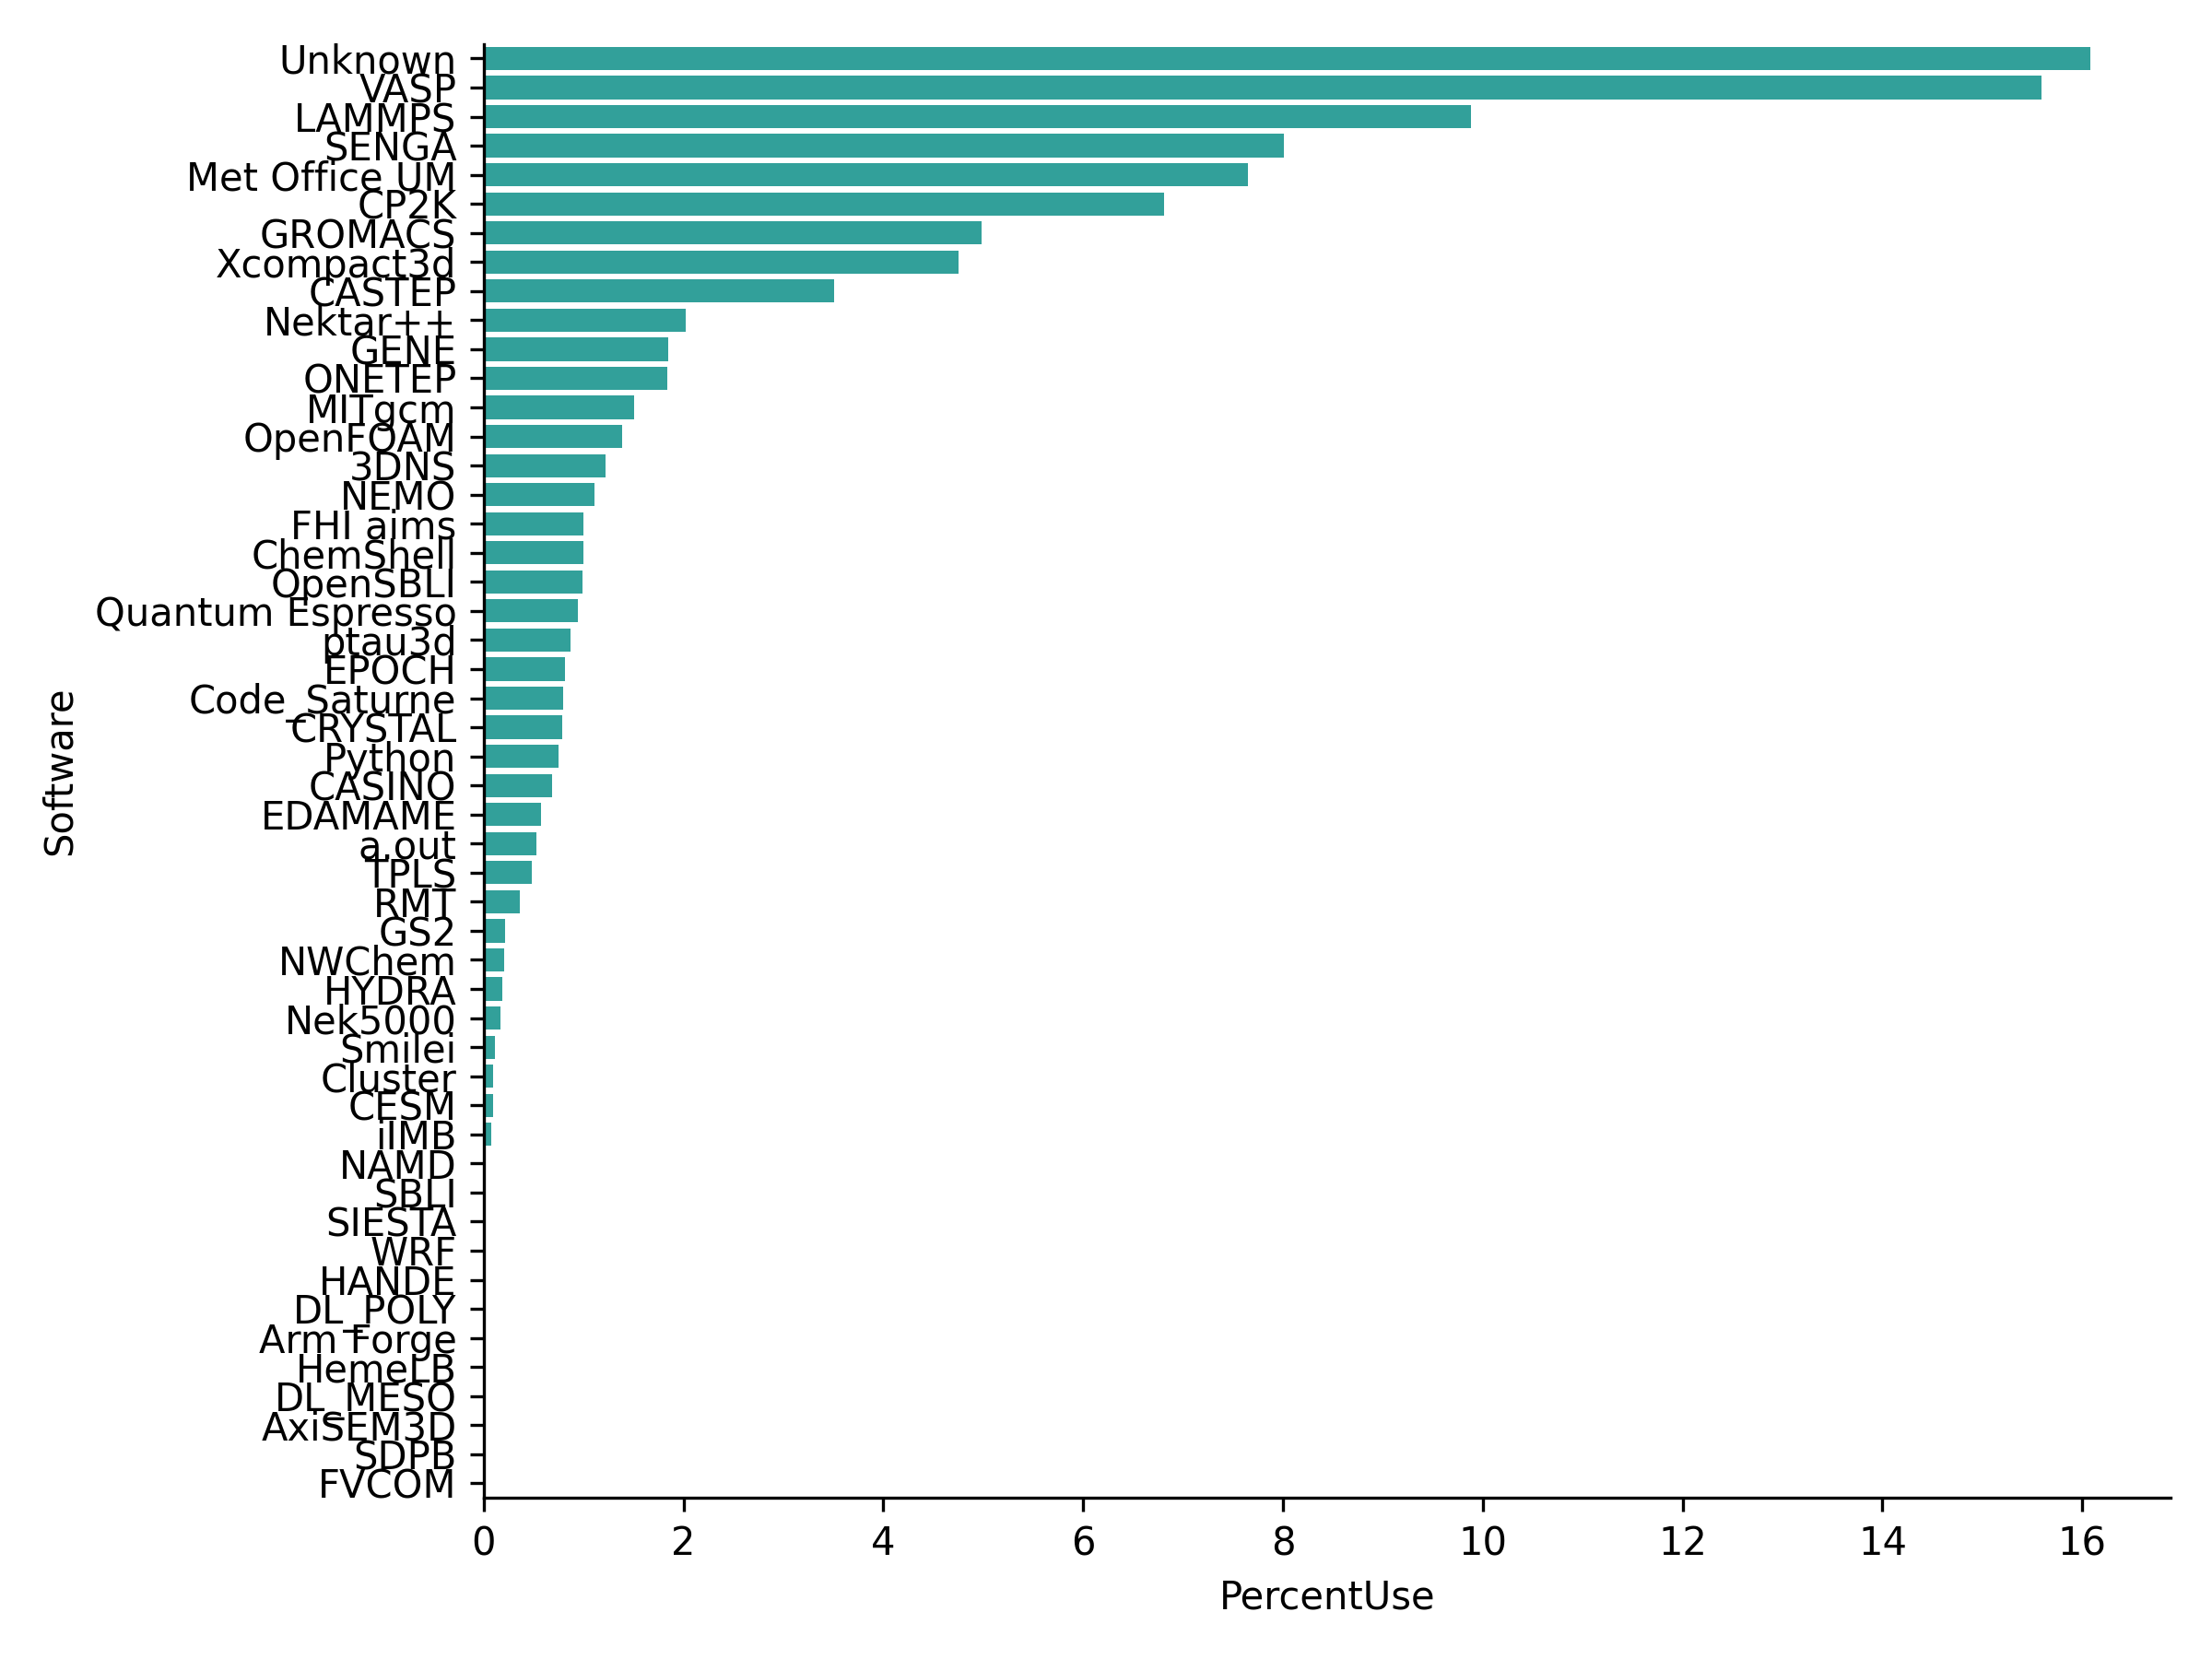 Unknown
VASP
LAMMPS
SENGA
Met Office UM
CP2K
GROMACS
Xcompact3d
CASTEP
Nektar++
GENE
ONETEP
MITgcm
OpenFOAM
3DNS
NEMO
FHI aims
ChemShell
OpenSBLI
Quantum Espresso
ptau3d
EPOCH
Code_Saturne
CRYSTAL
Python
CASINO
EDAMAME
a.out
TPLS
RMT
GS2
NWChem
HYDRA
Nek5000
Smilei
Cluster
CESM
iIMB
NAMD
SBLI
SIESTA
WRF
HANDE
DL_POLY
Arm Forge
HemeLB
DL_MESO
AxiSEM3D
SDPB
FVCOM
Software
0 2 4 6 8 10 12 14 16
PercentUse